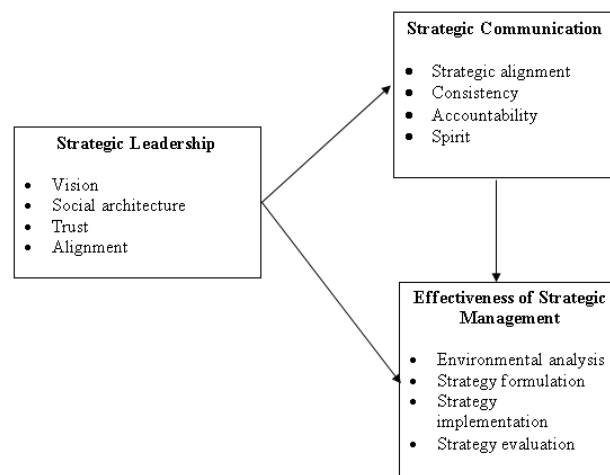 Strategic Communication
● Strategic alignment
● Consistency
● Accountability
● Spirit
Strategic Leadership
• Vision
• Social architecture
• Trust
• Alignment
Effectiveness of Strategic
Management
• Environmental analysis
• Strategy formulation
• Strategy
implementation
• Strategy evaluation